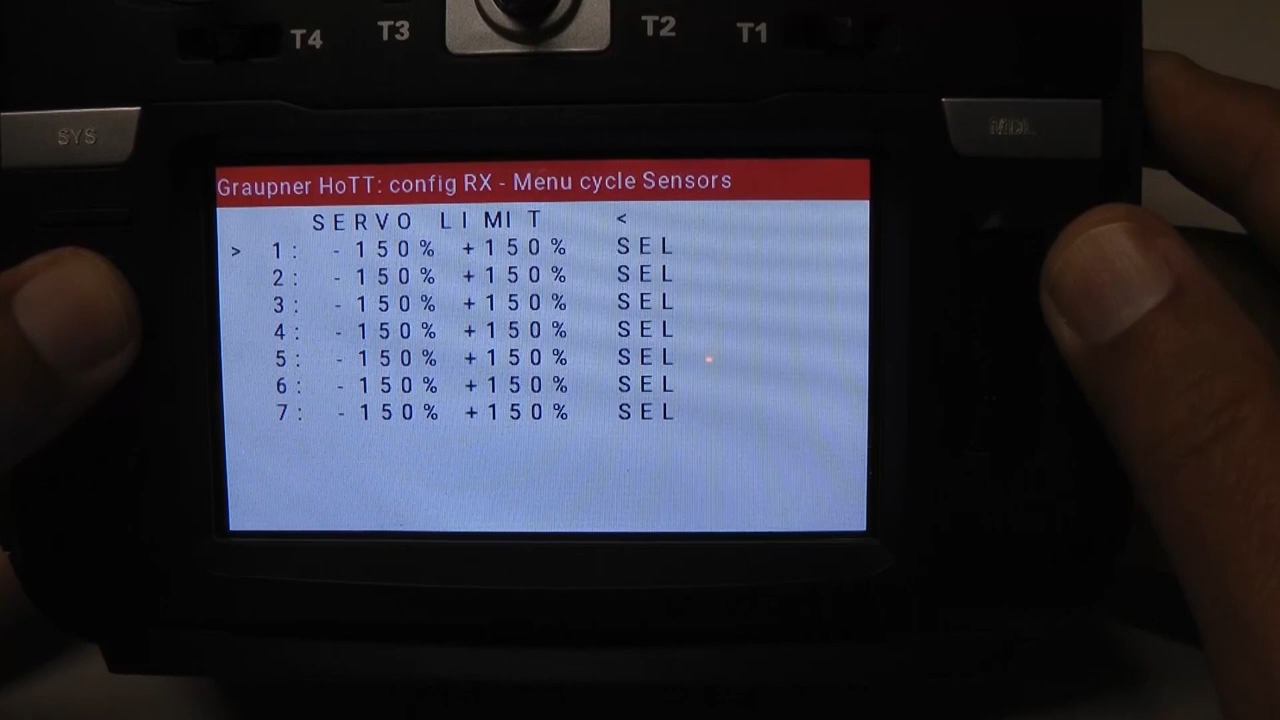 T4 T3 T2 T1
SYS MDL
Graupner HoTT: config RX - Menu cycle Sensors
SERVO LIMIT <
> 1: -150% +150% SEL
2: -150% +150% SEL
3: -150% +150% SEL
4: -150% +150% SEL
5: -150% +150% SEL
6: -150% +150% SEL
7: -150% +150% SEL